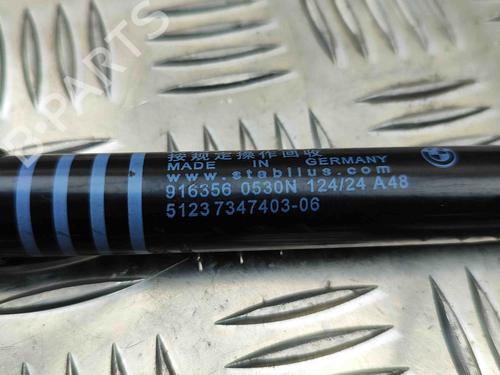 B-PARTS
按规定操作回收
MADE IN GERMANY
www.stabilus.com
916356 0530N 124/24 A48
51237347403-06